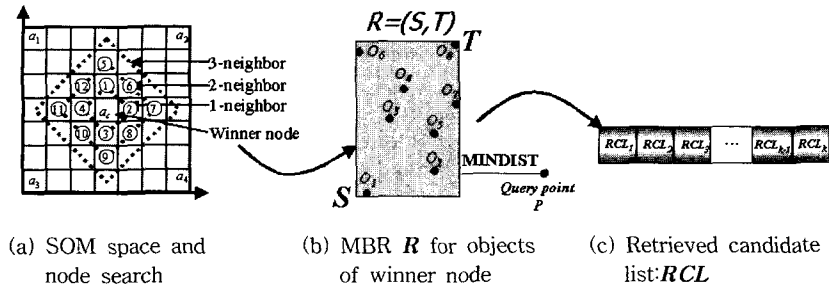 a1 a2
⑤ 3-neighbor
⑫ ① ⑥ 2-neighbor
⑪ ④ ac ② ⑦ 1-neighbor
⑩ ③ ⑧ Winner node
⑨
a3 a4
R=(S,T)
T
O6 O8
O4
O3
O5
O1
S
MINDIST
Query point
P
RCL1 RCL2 RCL3 ... RCLk-1 RCLk
(a) SOM space and
node search
(b) MBR R for objects
of winner node
(c) Retrieved candidate
list:RCL